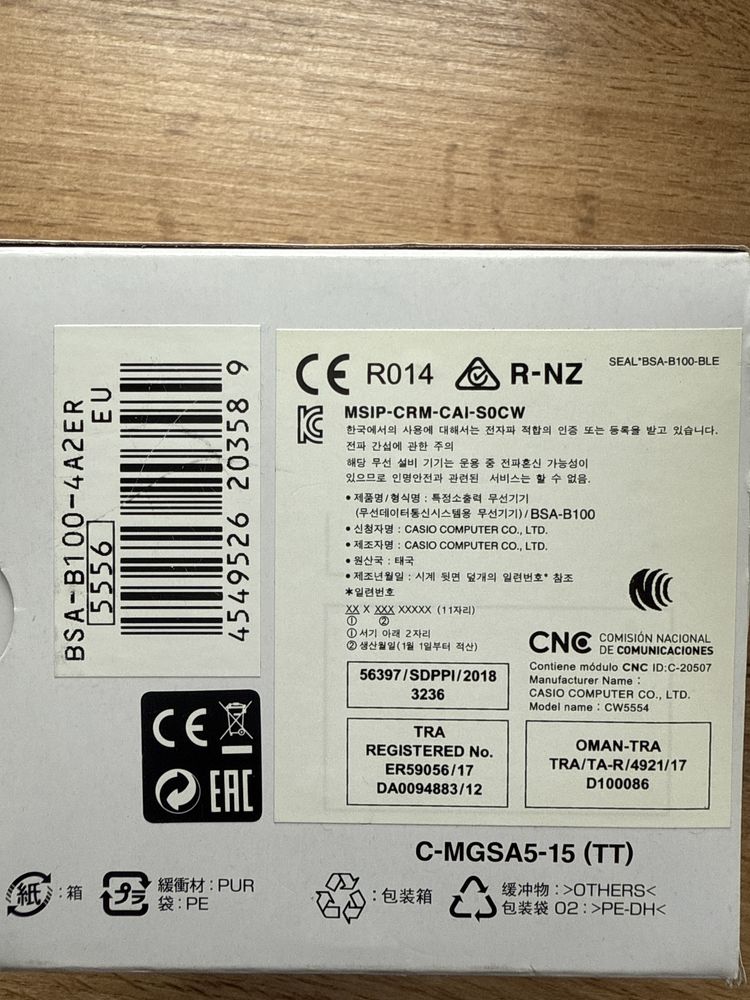 BSA-B100-4A2ER
EU
5556
4549526 20358 9
CE R014 R-NZ
SEAL*BSA-B100-BLE
MSIP-CRM-CAI-S0CW
한국에서의 사용에 대해서는 전자파 적합의 인증 또는 등록을 받고 있습니다.
전파 간섭에 관한 주의
해당 무선 설비 기기는 운용 중 전파혼신 가능성이
있으므로 인명안전과 관련된 서비스는 할 수 없음.
• 제품명/형식명 : 특정소출력 무선기기
(무선데이터통신시스템용 무선기기)/BSA-B100
• 신청자명 : CASIO COMPUTER CO., LTD.
• 제조자명 : CASIO COMPUTER CO., LTD.
• 원산국 : 태국
• 제조년월일 : 시계 뒷면 덮개의 일련번호* 참조
*일련번호
XX X XXX XXXXX (11자리)
① ②
① 서기 아래 2자리
② 생산월일(1월 1일부터 적산)
CNC COMISIÓN NACIONAL
DE COMUNICACIONES
Contiene módulo CNC ID:C-20507
Manufacturer Name :
CASIO COMPUTER CO., LTD.
Model name : CW5554
56397/SDPPI/2018
3236
TRA
REGISTERED No.
ER59056/17
DA0094883/12
OMAN-TRA
TRA/TA-R/4921/17
D100086
CE
EAC
C-MGSA5-15 (TT)
紙 : 箱
プラ 緩衝材 : PUR
袋 : PE
: 包装箱
缓冲物 : >OTHERS<
包装袋 02 : >PE-DH<